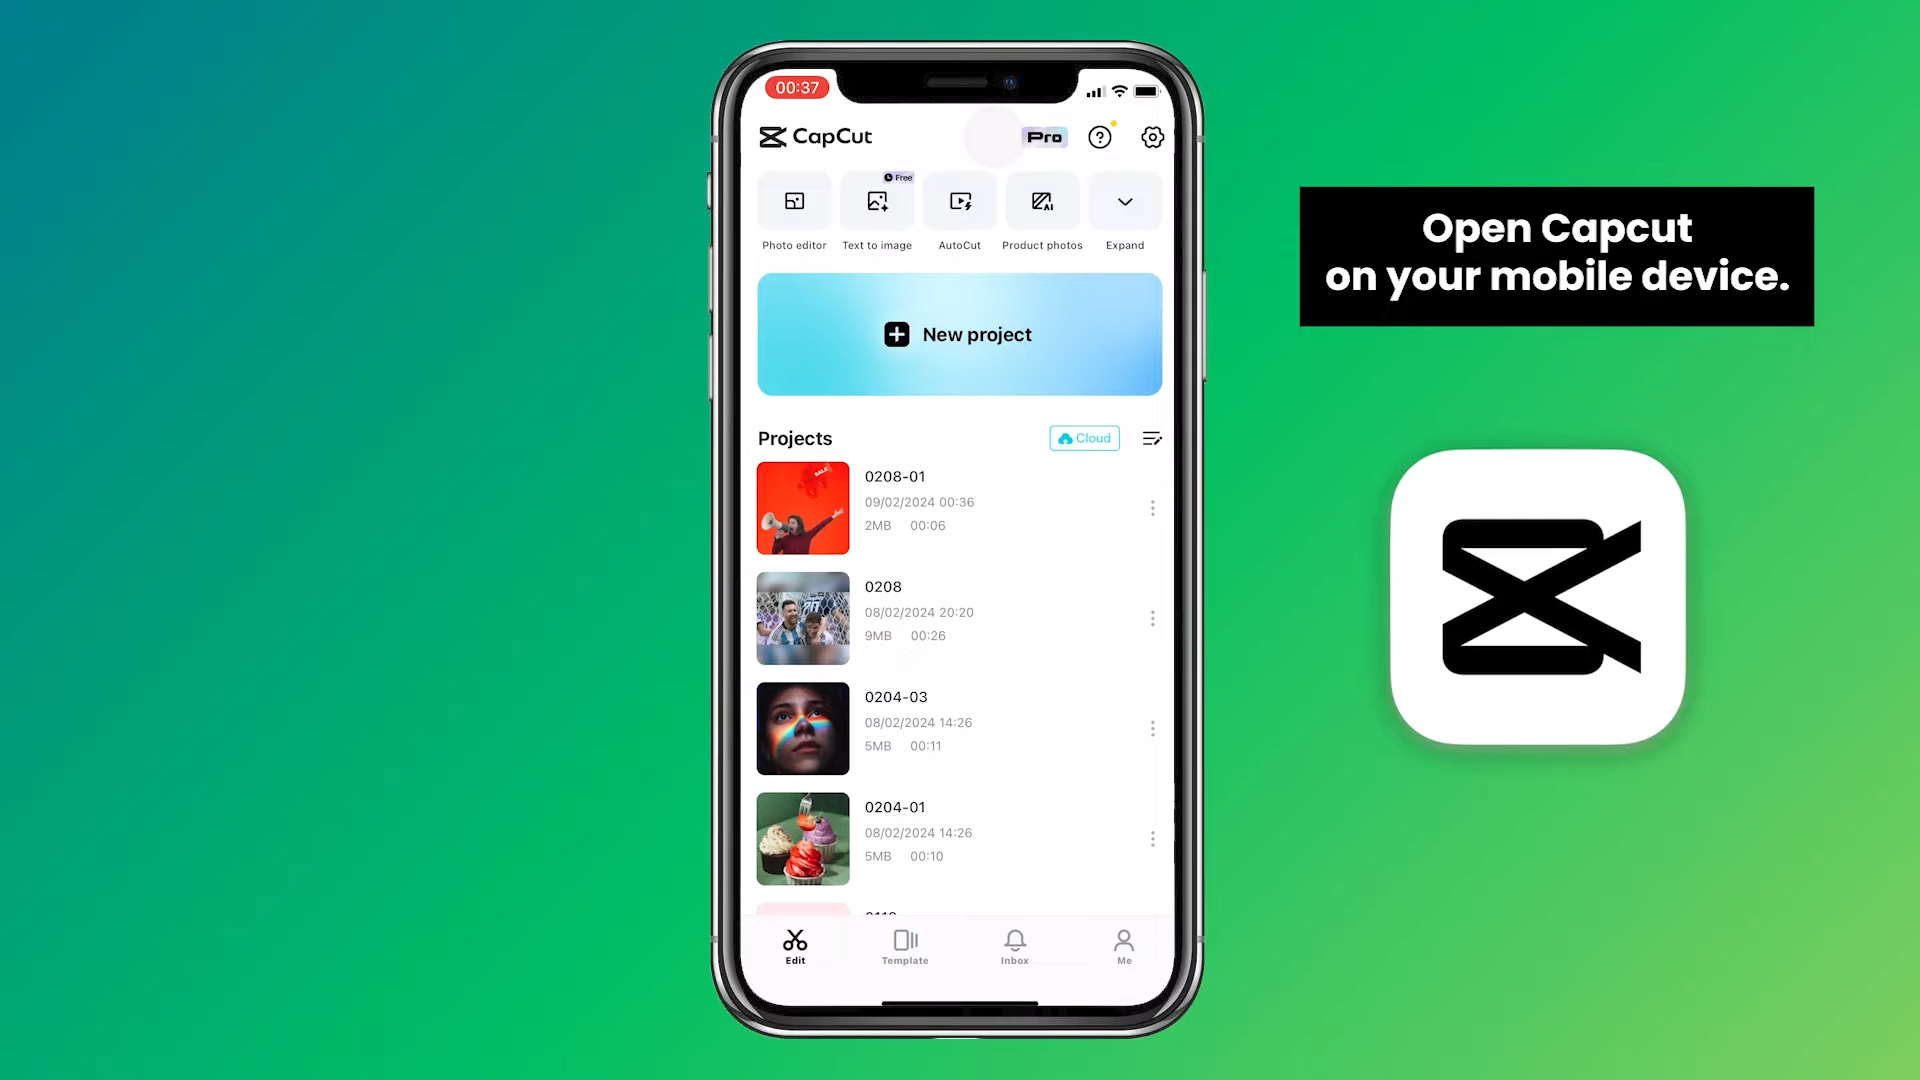 00:37
CapCut
Pro
Free
Photo editor
Text to image
AutoCut
Product photos
Expand
New project
Projects
Cloud
0208-01
09/02/2024 00:36
2MB 00:06
0208
08/02/2024 20:20
9MB 00:26
0204-03
08/02/2024 14:26
5MB 00:11
0204-01
08/02/2024 14:26
5MB 00:10
Edit
Template
Inbox
Me
Open Capcut
on your mobile device.
SALE
AI